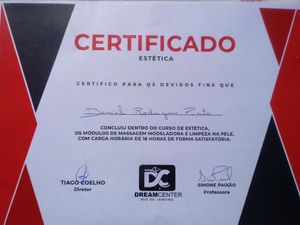 CERTIFICADO
ESTÉTICA
CERTIFICO PARA OS DEVIDOS FINS QUE
Rodrigues
CONCLUIU DENTRO DO CURSO DE ESTÉTICA,
OS MÓDULOS DE MASSAGEM MODELADORA E LIMPEZA NA PELE,
COM CARGA HORÁRIA DE 18 HORAS DE FORMA SATISFATÓRIA.
TIAGO COELHO
Diretor
DC
DREAMCENTER
RIO DE JANEIRO
SIMONE PAIXÃO
Professora